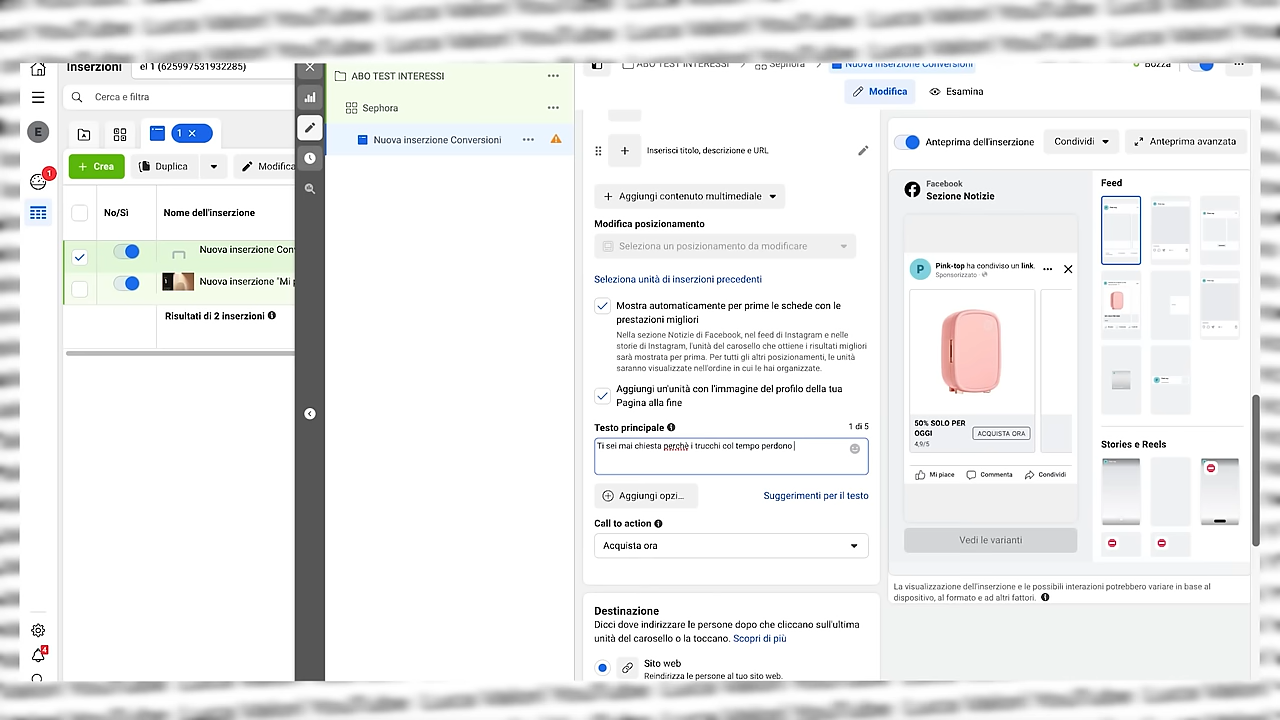 Inserzioni
el 1 (625997531932285)
Cerca e filtra
1
Crea
Duplica
Modifica
No/Sì
Nome dell'inserzione
Nuova inserzione Con
Nuova inserzione "Mi p
Risultati di 2 inserzioni
E
1
4
ABO TEST INTERESSI
Sephora
Nuova inserzione Conversioni
ABO TEST INTERESSI
Sephora
Nuova inserzione Conversioni
Bozza
Modifica
Esamina
Inserisci titolo, descrizione e URL
Aggiungi contenuto multimediale
Modifica posizionamento
Seleziona un posizionamento da modificare
Seleziona unità di inserzioni precedenti
Mostra automaticamente per prime le schede con le
prestazioni migliori
Nella sezione Notizie di Facebook, nel feed di Instagram e nelle
storie di Instagram, l'unità del carosello che ottiene i risultati migliori
sarà mostrata per prima. Per tutti gli altri posizionamenti, le unità
saranno visualizzate nell'ordine in cui le hai organizzate.
Aggiungi un'unità con l'immagine del profilo della tua
Pagina alla fine
Testo principale
1 di 5
Ti sei mai chiesta perchè i trucchi col tempo perdono
Aggiungi opzi...
Suggerimenti per il testo
Call to action
Acquista ora
Destinazione
Dicci dove indirizzare le persone dopo che cliccano sull'ultima
unità del carosello o la toccano. Scopri di più
Sito web
Reindirizza le persone al tuo sito web.
Anteprima dell'inserzione
Condividi
Anteprima avanzata
Facebook
Sezione Notizie
P
Pink-top ha condiviso un link.
Sponsorizzato
50% SOLO PER
OGGI
4,9/5
ACQUISTA ORA
Mi piace
Commenta
Condividi
Vedi le varianti
Feed
Stories e Reels
La visualizzazione dell'inserzione e le possibili interazioni potrebbero variare in base al
dispositivo, al formato e ad altri fattori.